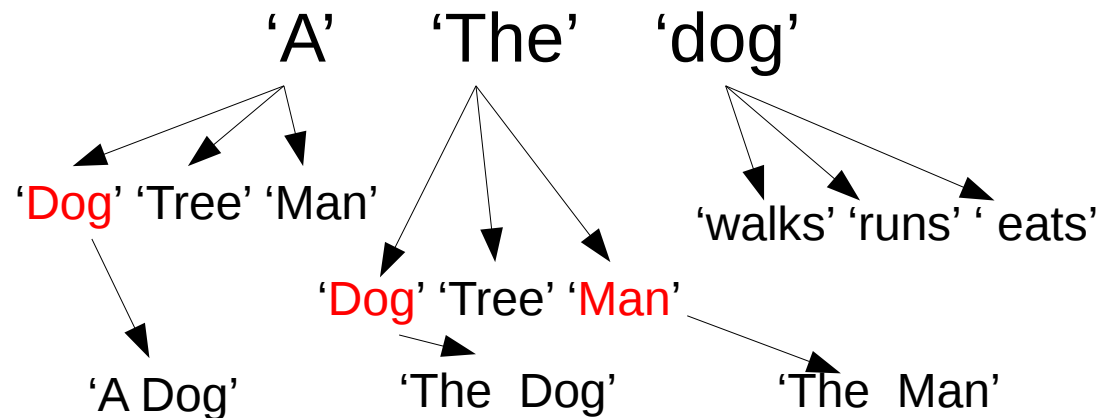 ‘A’ ‘The’ ‘dog’
‘Dog’ ‘Tree’ ‘Man’
‘walks’ ‘runs’ ‘ eats’
‘Dog’ ‘Tree’ ‘Man’
‘A Dog’ ‘The Dog’ ‘The Man’